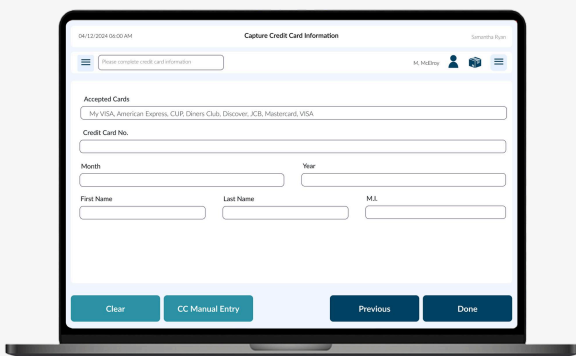 04/12/2024 06:00 AM Capture Credit Card Information Samantha Ryan
Please complete credit card information M, McElroy
Accepted Cards
My VISA, American Express, CUP, Diners Club, Discover, JCB, Mastercard, VISA
Credit Card No.
Month Year
First Name Last Name M.I.
Clear CC Manual Entry Previous Done